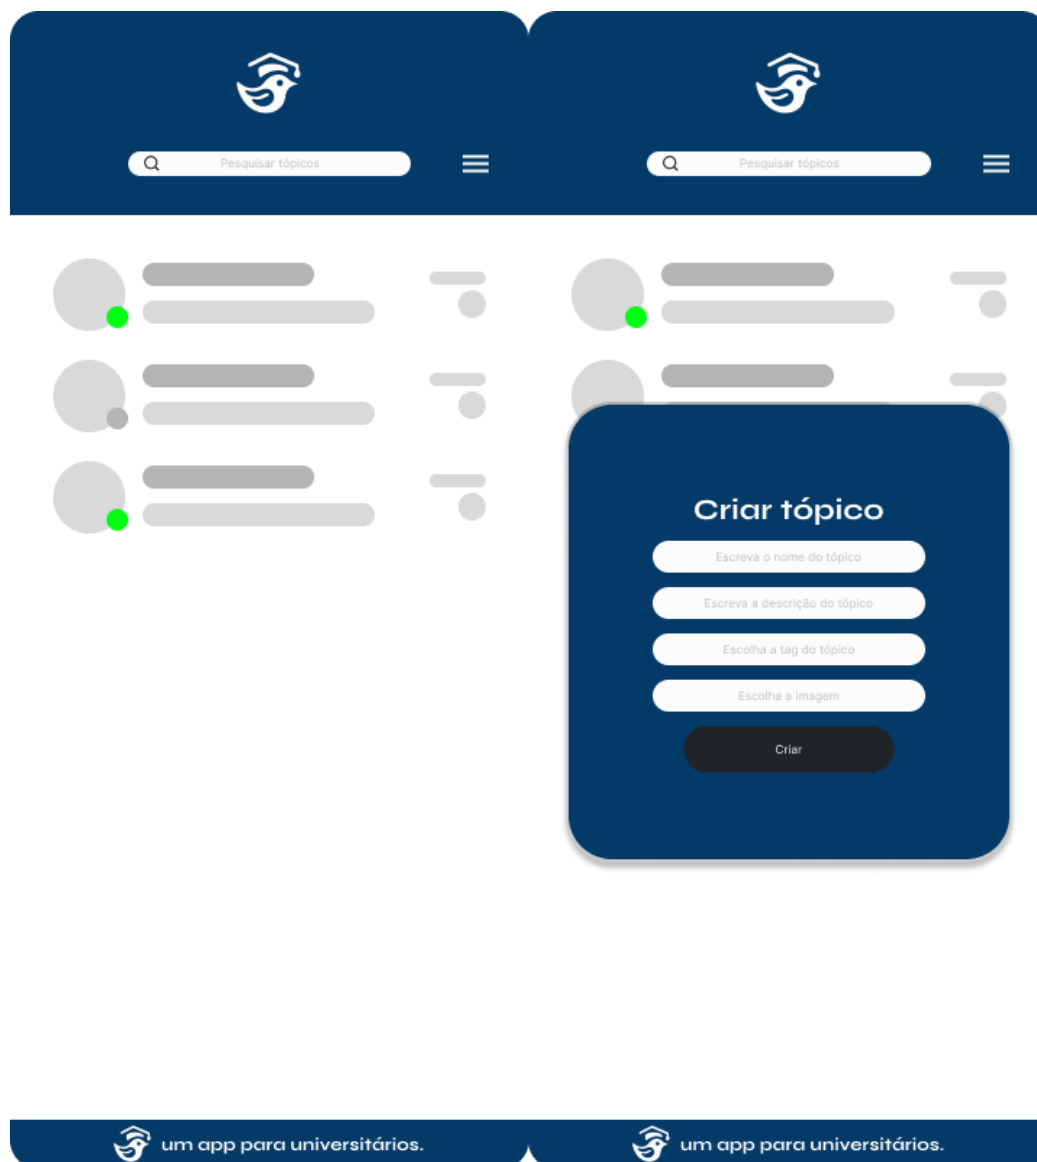 Pesquisar tópicos
um app para universitários.
Pesquisar tópicos
Criar tópico
Escreva o nome do tópico
Escreva a descrição do tópico
Escolha a tag do tópico
Escolha a imagem
Criar
um app para universitários.